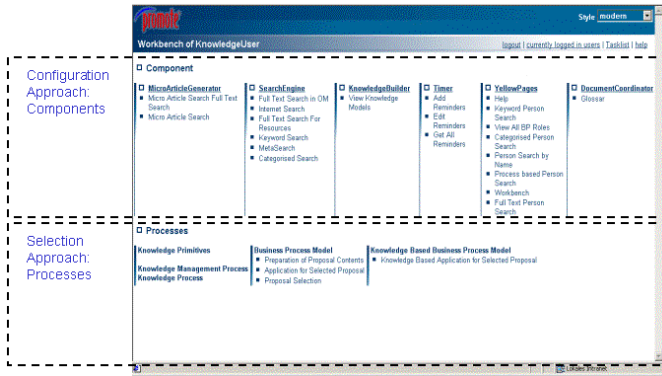 promote
Style modern
Workbench of KnowledgeUser
logout | currently logged in users | Tasklist | help
Configuration
Approach:
Components
Component
MicroArticleGenerator
Micro Article Search Full Text
Search
Micro Article Search
SearchEngine
Full Text Search in OM
Internet Search
Full Text Search For
Resources
Keyword Search
MetaSearch
Categorised Search
KnowledgeBuilder
View Knowledge
Models
Timer
Add
Reminders
Edit
Reminders
Get All
Reminders
YellowPages
Help
Keyword Person
Search
View All BP Roles
Categorised Person
Search
Person Search by
Name
Process based Person
Search
Workbench
Full Text Person
Search
DocumentCoordinator
Glossar
Selection
Approach:
Processes
Processes
Knowledge Primitives
Knowledge Management Process
Knowledge Process
Business Process Model
Preparation of Proposal Contents
Application for Selected Proposal
Proposal Selection
Knowledge Based Business Process Model
Knowledge Based Application for Selected Proposal
Lokales Intranet